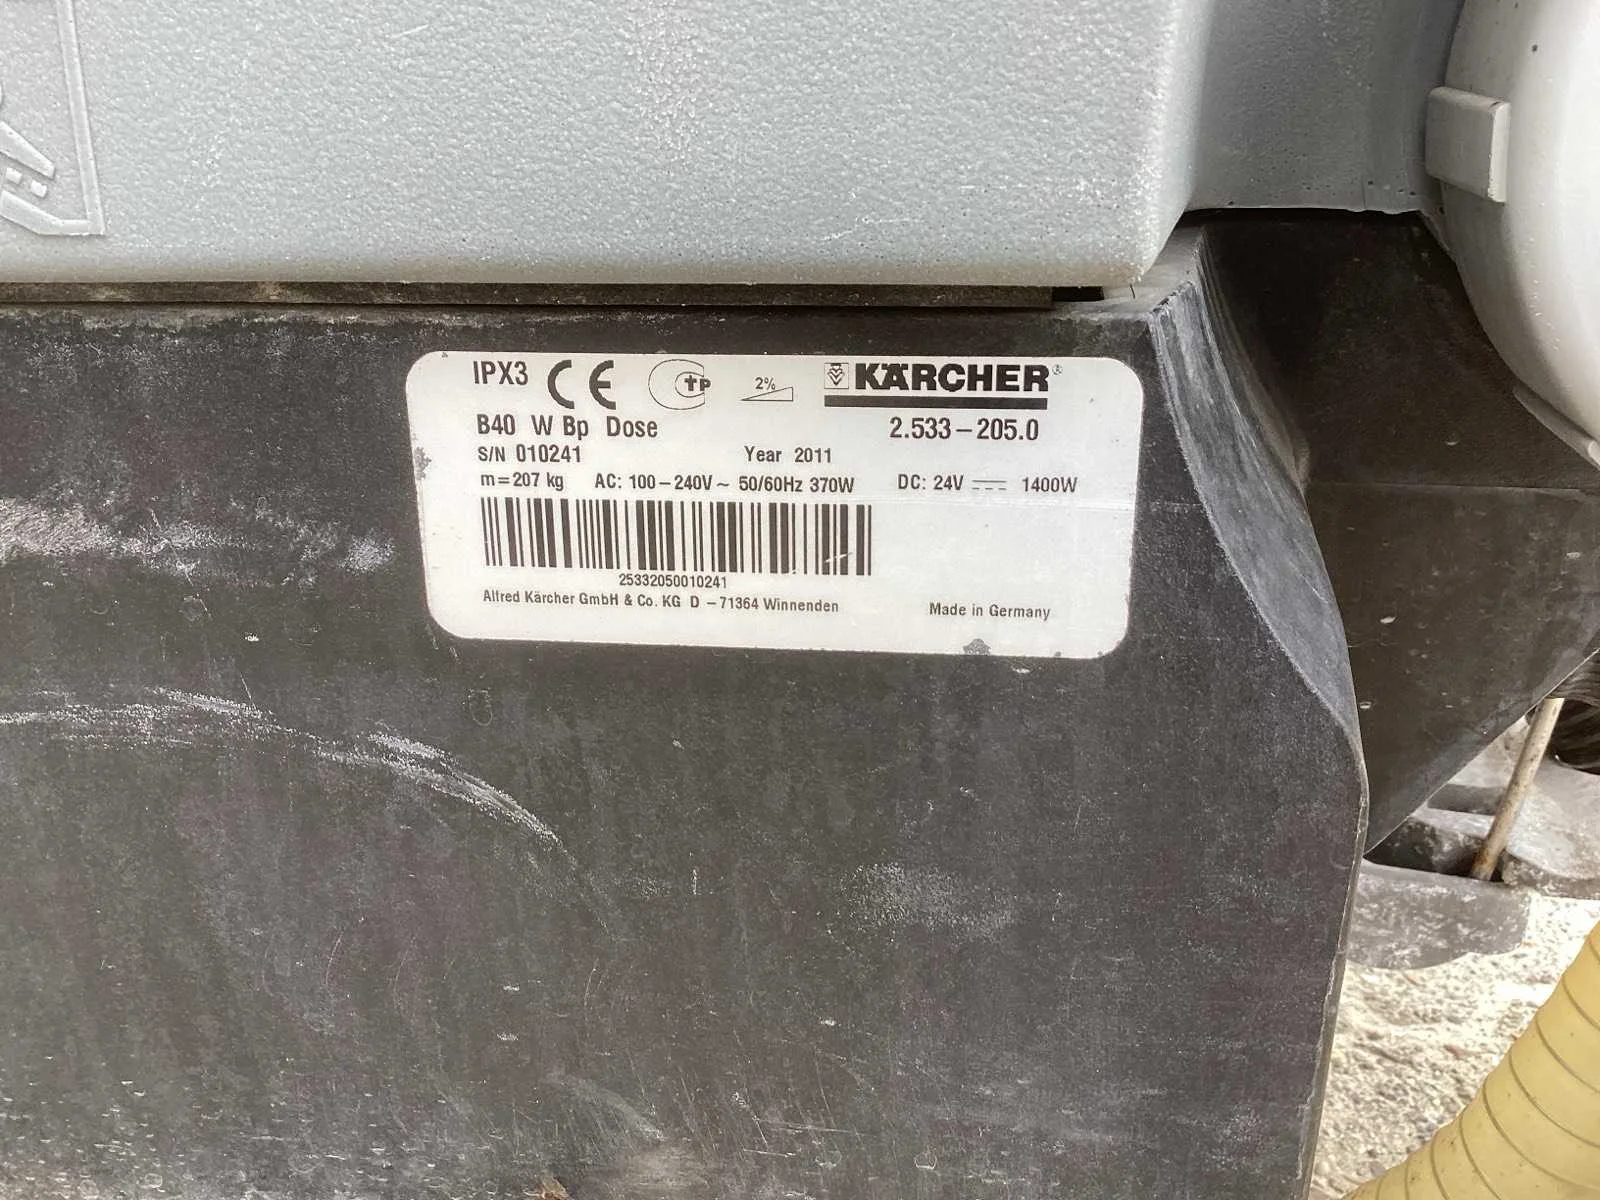 IPX3 CE 2% KÄRCHER®
B40 W Bp Dose 2.533-205.0
S/N 010241 Year 2011
m=207 kg AC: 100-240V~ 50/60Hz 370W DC: 24V ⎓ 1400W
25332050010241
Alfred Kärcher GmbH & Co. KG D-71364 Winnenden Made in Germany